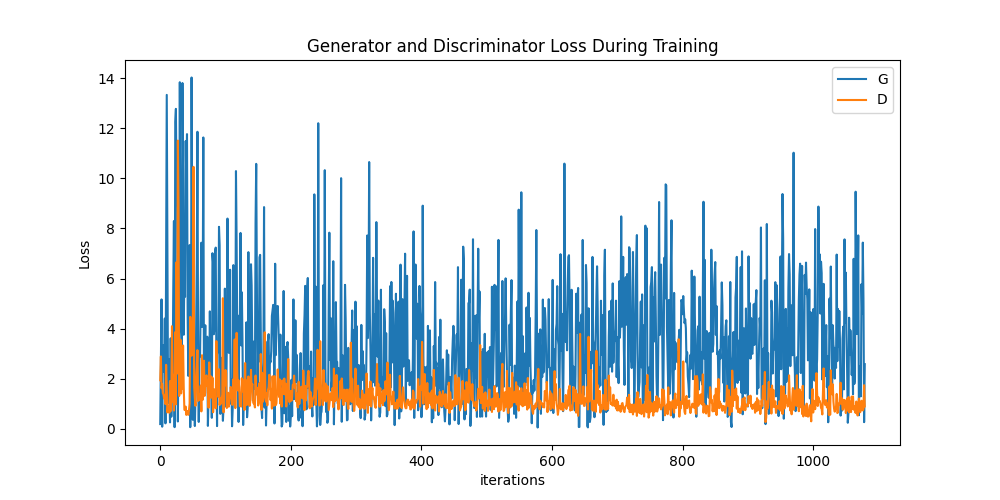 Generator and Discriminator Loss During Training
G
D
Loss
14
12
10
8
6
4
2
0
0 200 400 600 800 1000
iterations